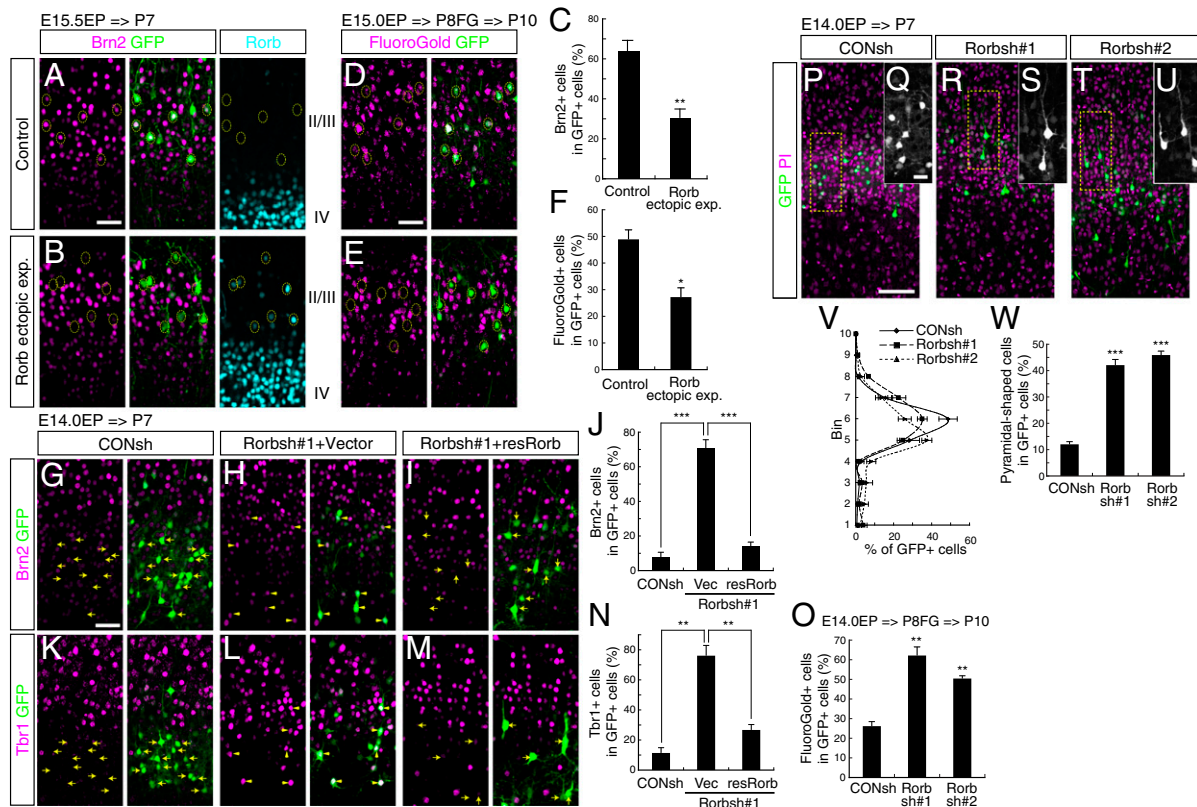 E15.5EP => P7
Brn2 GFP
Rorb
E15.0EP => P8FG => P10
FluoroGold GFP
Control
Rorb ectopic exp.
A
B
D
E
II/III
IV
II/III
IV
C
Brn2+ cells
in GFP+ cells (%)
80
60
40
20
0
**
Control
Rorb
ectopic exp.
F
FluoroGold+ cells
in GFP+ cells (%)
60
50
40
30
20
10
0
*
Control
Rorb
ectopic exp.
E14.0EP => P7
CONsh
Rorbsh#1
Rorbsh#2
GFP PI
P
Q
R
S
T
U
V
CONsh
Rorbsh#1
Rorbsh#2
Bin
10
9
8
7
6
5
4
3
2
1
0
20
40
60
% of GFP+ cells
W
Pyramidal-shaped cells
in GFP+ cells (%)
50
40
30
20
10
0
***
***
CONsh
Rorb
sh#1
Rorb
sh#2
E14.0EP => P7
CONsh
Rorbsh#1+Vector
Rorbsh#1+resRorb
Brn2 GFP
G
H
I
Tbr1 GFP
K
L
M
J
Brn2+ cells
in GFP+ cells (%)
80
60
40
20
0
***
***
CONsh
Vec
resRorb
Rorbsh#1
N
Tbr1+ cells
in GFP+ cells (%)
100
80
60
40
20
0
**
**
CONsh
Vec
resRorb
Rorbsh#1
O
E14.0EP => P8FG => P10
FluoroGold+ cells
in GFP+ cells (%)
70
60
50
40
30
20
10
0
**
**
CONsh
Rorb
sh#1
Rorb
sh#2